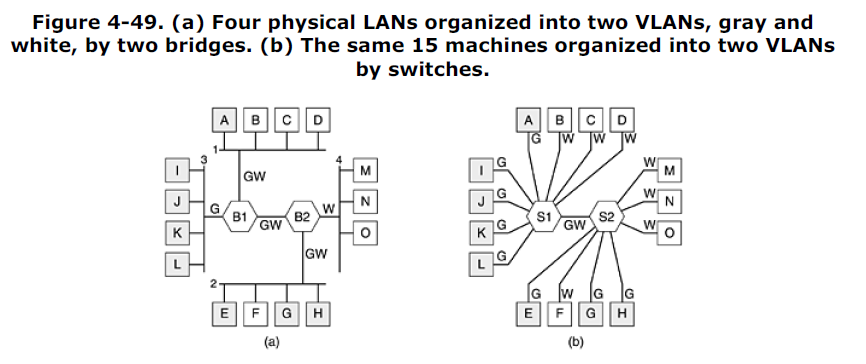 Figure 4-49. (a) Four physical LANs organized into two VLANs, gray and
white, by two bridges. (b) The same 15 machines organized into two VLANs
by switches.
A B C D
1
3
4
GW
I
J
K
L
M
N
O
G
B1
GW
B2
W
GW
2
E F G H
(a)
A B C D
G W W W
I G
J G
K G
L G
S1
GW
S2
W M
W N
W O
G W G G
E F G H
(b)